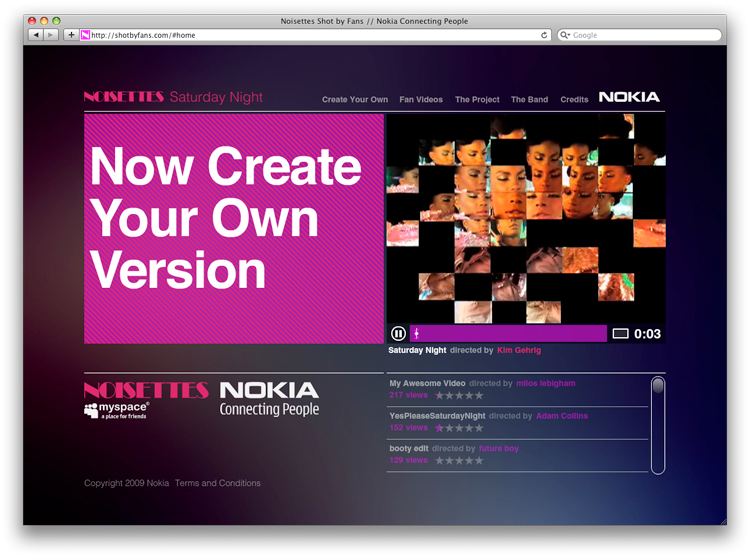 Noisettes Shot by Fans // Nokia Connecting People
http://shotbyfans.com/#home
Google
NOISETTES Saturday Night
Create Your Own Fan Videos The Project The Band Credits NOKIA
Now Create
Your Own
Version
0:03
Saturday Night directed by Kim Gehrig
NOISETTES NOKIA
Connecting People
myspace
a place for friends
My Awesome Video directed by milos lebigham
217 views
YesPleaseSaturdayNight directed by Adam Collins
152 views
booty edit directed by future boy
129 views
Copyright 2009 Nokia Terms and Conditions